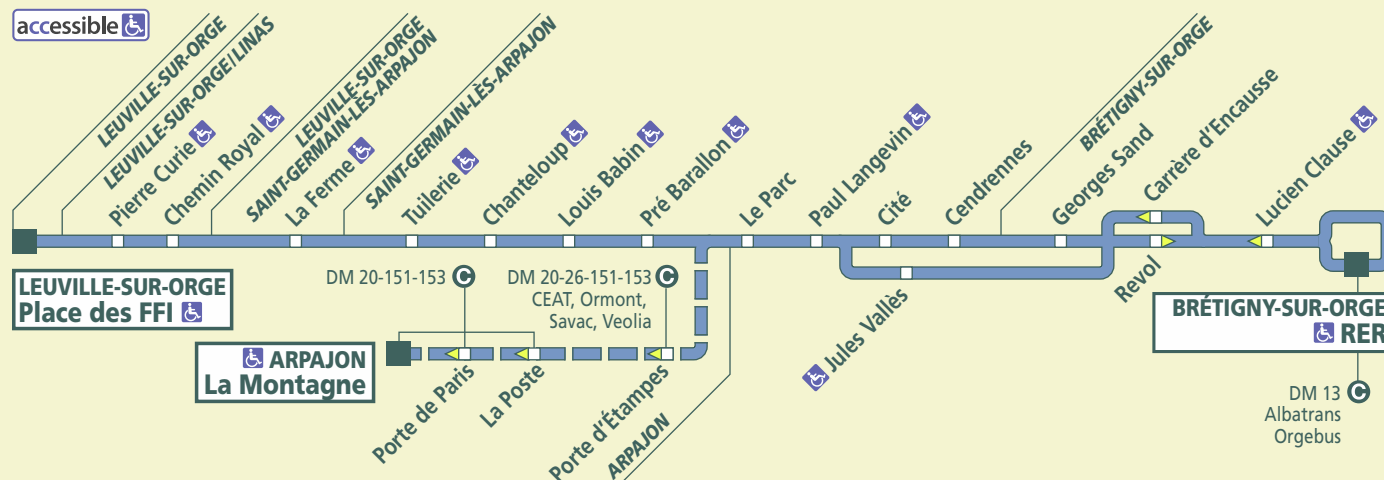 accessible
LEUVILLE-SUR-ORGE
LEUVILLE-SUR-ORGE/LINAS
Pierre Curie
Chemin Royal
LEUVILLE-SUR-ORGE
SAINT-GERMAIN-LÈS-ARPAJON
La Ferme
SAINT-GERMAIN-LÈS-ARPAJON
Tuilerie
Chanteloup
Louis Babin
Pré Barallon
Le Parc
Paul Langevin
Cité
Cendrennes
BRÉTIGNY-SUR-ORGE
Georges Sand
Carrère d'Encausse
Lucien Clause
LEUVILLE-SUR-ORGE
Place des FFI
DM 20-151-153 C
DM 20-26-151-153 C
CEAT, Ormont,
Savac, Veolia
ARPAJON
La Montagne
Porte de Paris
La Poste
Porte d'Étampes
ARPAJON
Jules Vallès
Revol
BRÉTIGNY-SUR-ORGE
RER
DM 13 C
Albatrans
Orgebus